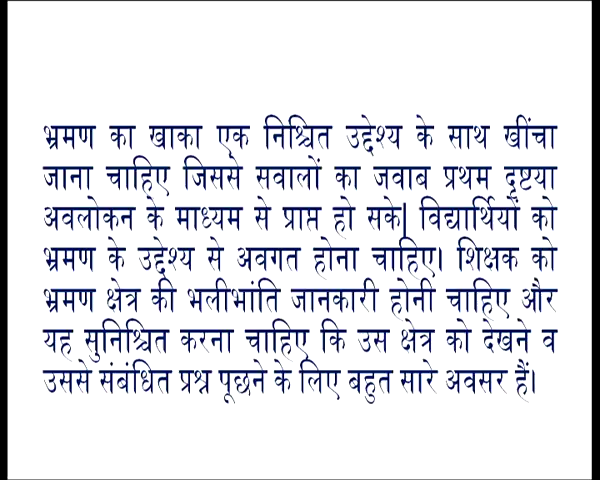 भ्रमण का खाका एक निश्चित उद्देश्य के साथ खींचा
जाना चाहिए जिससे सवालों का जवाब प्रथम दृष्टया
अवलोकन के माध्यम से प्राप्त हो सके| विद्यार्थियों को
भ्रमण के उद्देश्य से अवगत होना चाहिए। शिक्षक को
भ्रमण क्षेत्र की भलीभांति जानकारी होनी चाहिए और
यह सुनिश्चित करना चाहिए कि उस क्षेत्र को देखने व
उससे संबंधित प्रश्न पूछने के लिए बहुत सारे अवसर हैं।